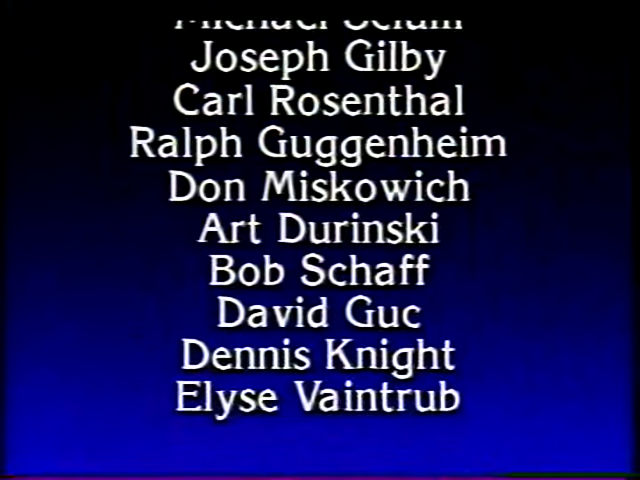 Joseph Gilby
Carl Rosenthal
Ralph Guggenheim
Don Miskowich
Art Durinski
Bob Schaff
David Guc
Dennis Knight
Elyse Vaintrub